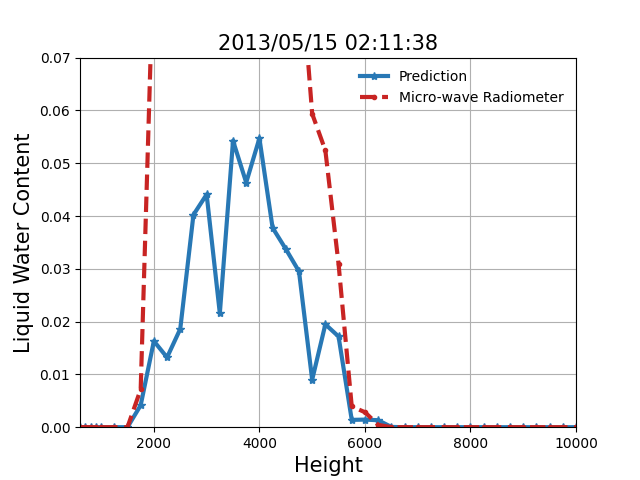 2013/05/15 02:11:38
Prediction
Micro-wave Radiometer
Liquid Water Content
0.07
0.06
0.05
0.04
0.03
0.02
0.01
0.00
2000 4000 6000 8000 10000
Height